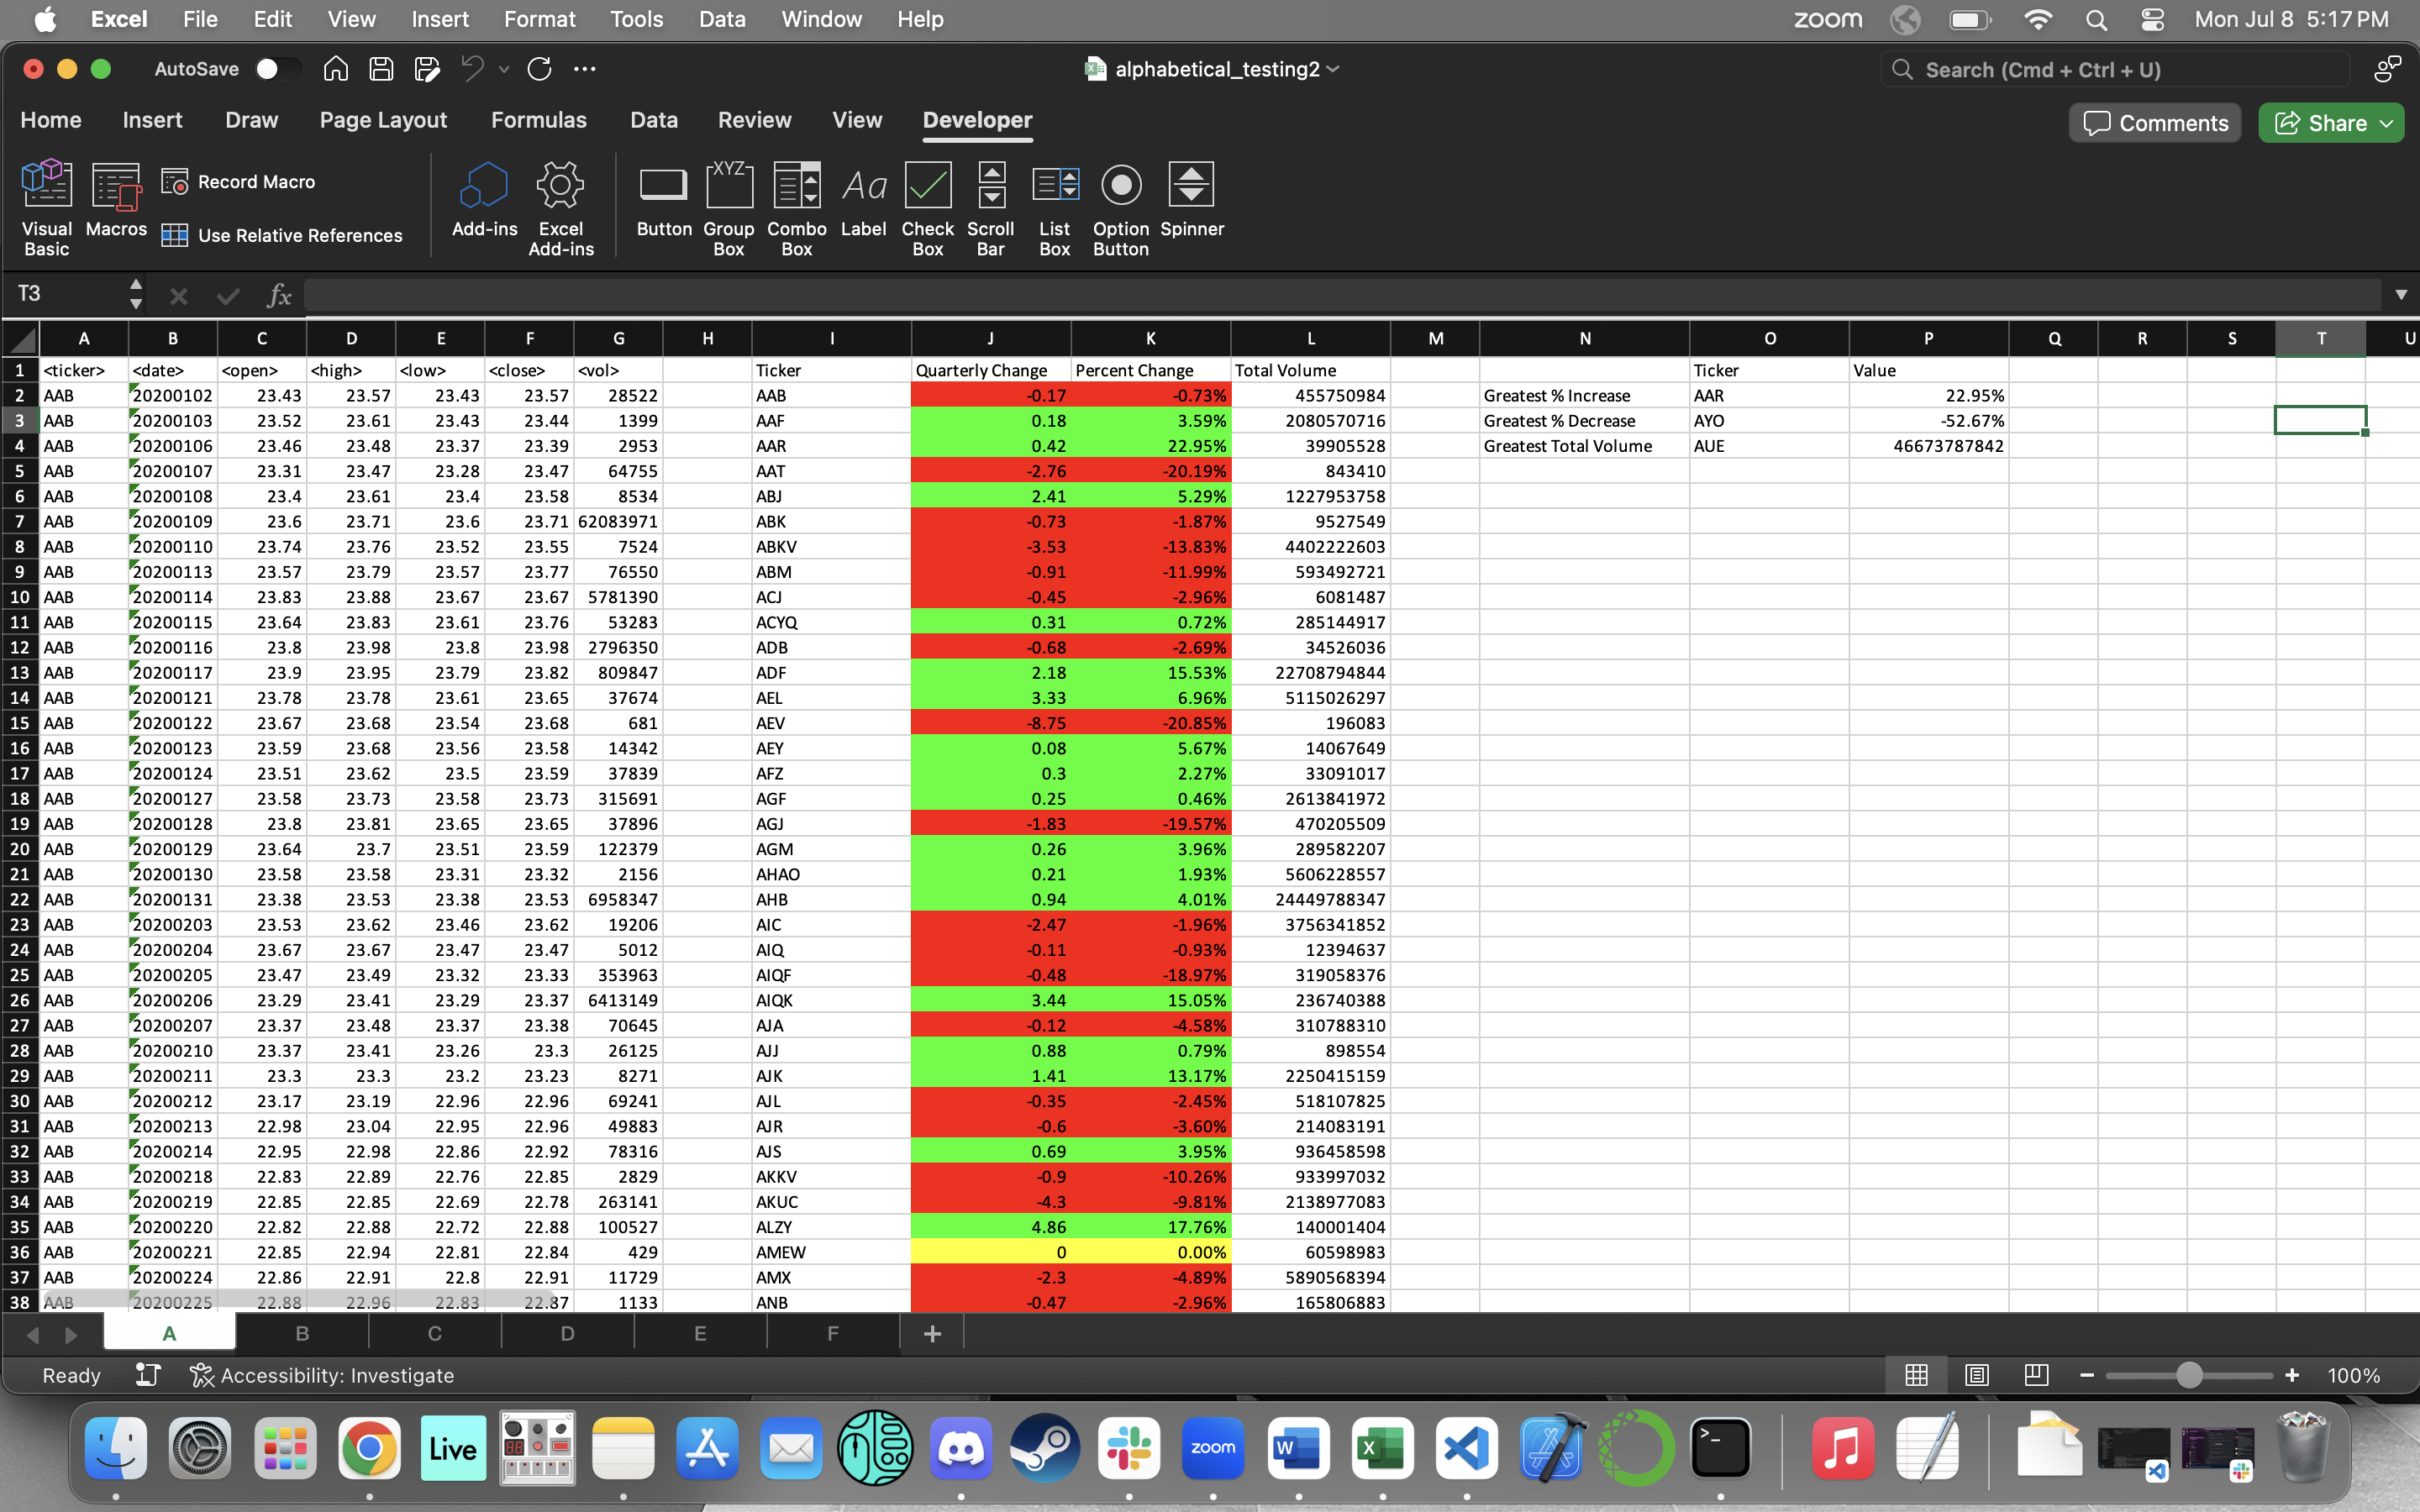 Excel File Edit View Insert Format Tools Data Window Help zoom Mon Jul 8 5:17 PM
AutoSave alphabetical_testing2 Search (Cmd + Ctrl + U)
Home Insert Draw Page Layout Formulas Data Review View Developer Comments Share
Visual Basic Macros Record Macro Use Relative References Add-ins Excel Add-ins XYZ Button Group Box Combo Box Aa Label Check Box Scroll Bar List Box Option Button Spinner
T3 fx
A B C D E F G H I J K L M N O P Q R S T U
1 <ticker> <date> <open> <high> <low> <close> <vol> Ticker Quarterly Change Percent Change Total Volume Ticker Value
2 AAB 20200102 23.43 23.57 23.43 23.57 28522 AAB -0.17 -0.73% 455750984 Greatest % Increase AAR 22.95%
3 AAB 20200103 23.52 23.61 23.43 23.44 1399 AAF 0.18 3.59% 2080570716 Greatest % Decrease AYO -52.67%
4 AAB 20200106 23.46 23.48 23.37 23.39 2953 AAR 0.42 22.95% 39905528 Greatest Total Volume AUE 46673787842
5 AAB 20200107 23.31 23.47 23.28 23.47 64755 AAT -2.76 -20.19% 843410
6 AAB 20200108 23.4 23.61 23.4 23.58 8534 ABJ 2.41 5.29% 1227953758
7 AAB 20200109 23.6 23.71 23.6 23.71 62083971 ABK -0.73 -1.87% 9527549
8 AAB 20200110 23.74 23.76 23.52 23.55 7524 ABKV -3.53 -13.83% 4402222603
9 AAB 20200113 23.57 23.79 23.57 23.77 76550 ABM -0.91 -11.99% 593492721
10 AAB 20200114 23.83 23.88 23.67 23.67 5781390 ACJ -0.45 -2.96% 6081487
11 AAB 20200115 23.64 23.83 23.61 23.76 53283 ACYQ 0.31 0.72% 285144917
12 AAB 20200116 23.8 23.98 23.8 23.98 2796350 ADB -0.68 -2.69% 34526036
13 AAB 20200117 23.9 23.95 23.79 23.82 809847 ADF 2.18 15.53% 22708794844
14 AAB 20200121 23.78 23.78 23.61 23.65 37674 AEL 3.33 6.96% 5115026297
15 AAB 20200122 23.67 23.68 23.54 23.68 681 AEV -8.75 -20.85% 196083
16 AAB 20200123 23.59 23.68 23.56 23.58 14342 AEY 0.08 5.67% 14067649
17 AAB 20200124 23.51 23.62 23.5 23.59 37839 AFZ 0.3 2.27% 33091017
18 AAB 20200127 23.58 23.73 23.58 23.73 315691 AGF 0.25 0.46% 2613841972
19 AAB 20200128 23.8 23.81 23.65 23.65 37896 AGJ -1.83 -19.57% 470205509
20 AAB 20200129 23.64 23.7 23.51 23.59 122379 AGM 0.26 3.96% 289582207
21 AAB 20200130 23.58 23.58 23.31 23.32 2156 AHAO 0.21 1.93% 5606228557
22 AAB 20200131 23.38 23.53 23.38 23.53 6958347 AHB 0.94 4.01% 24449788347
23 AAB 20200203 23.53 23.62 23.46 23.62 19206 AIC -2.47 -1.96% 3756341852
24 AAB 20200204 23.67 23.67 23.47 23.47 5012 AIQ -0.11 -0.93% 12394637
25 AAB 20200205 23.47 23.49 23.32 23.33 353963 AIQF -0.48 -18.97% 319058376
26 AAB 20200206 23.29 23.41 23.29 23.37 6413149 AIQK 3.44 15.05% 236740388
27 AAB 20200207 23.37 23.48 23.37 23.38 70645 AJA -0.12 -4.58% 310788310
28 AAB 20200210 23.37 23.41 23.26 23.3 26125 AJJ 0.88 0.79% 898554
29 AAB 20200211 23.3 23.3 23.2 23.23 8271 AJK 1.41 13.17% 2250415159
30 AAB 20200212 23.17 23.19 22.96 22.96 69241 AJL -0.35 -2.45% 518107825
31 AAB 20200213 22.98 23.04 22.95 22.96 49883 AJR -0.6 -3.60% 214083191
32 AAB 20200214 22.95 22.98 22.86 22.92 78316 AJS 0.69 3.95% 936458598
33 AAB 20200218 22.83 22.89 22.76 22.85 2829 AKKV -0.9 -10.26% 933997032
34 AAB 20200219 22.85 22.85 22.69 22.78 263141 AKUC -4.3 -9.81% 2138977083
35 AAB 20200220 22.82 22.88 22.72 22.88 100527 ALZY 4.86 17.76% 140001404
36 AAB 20200221 22.85 22.94 22.81 22.84 429 AMEW 0 0.00% 60598983
37 AAB 20200224 22.86 22.91 22.8 22.91 11729 AMX -2.3 -4.89% 5890568394
38 AAB 20200225 22.88 22.96 22.83 22.87 1133 ANB -0.47 -2.96% 165806883
A B C D E F +
Ready Accessibility: Investigate 100%
Live zoom W X